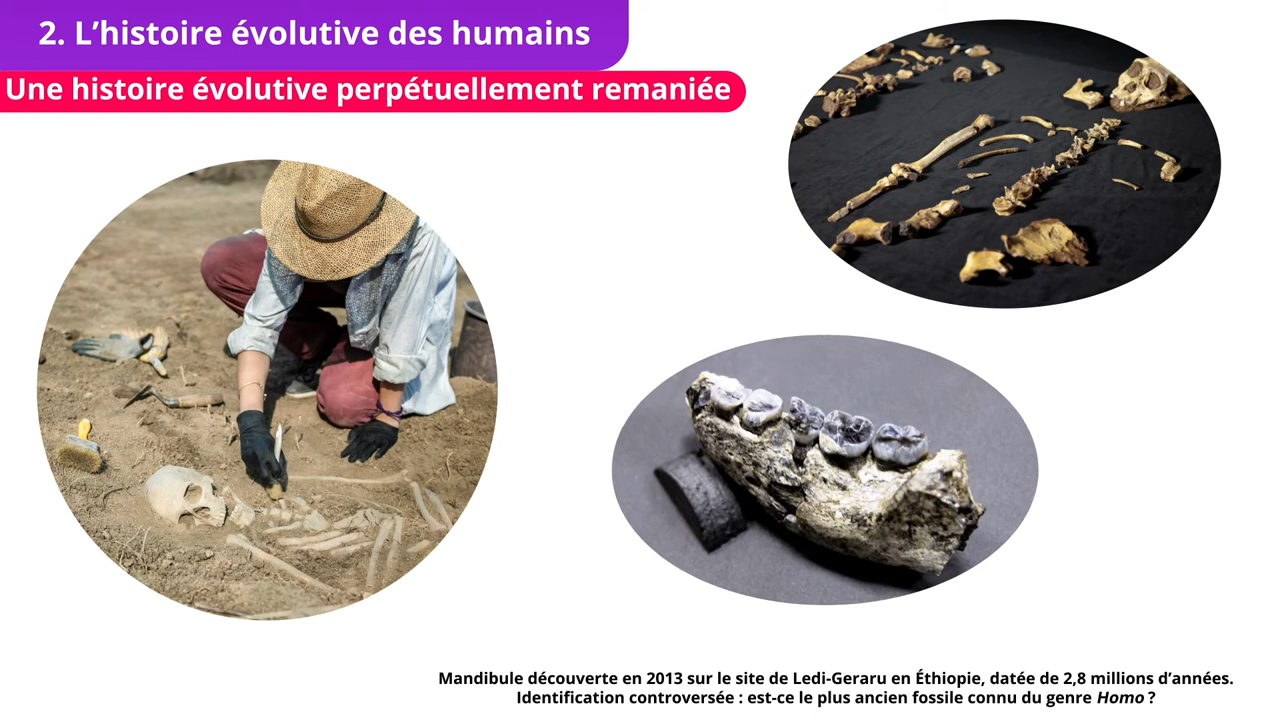 2. L’histoire évolutive des humains
Une histoire évolutive perpétuellement remaniée
Mandibule découverte en 2013 sur le site de Ledi-Geraru en Éthiopie, datée de 2,8 millions d’années.
Identification controversée : est-ce le plus ancien fossile connu du genre Homo ?